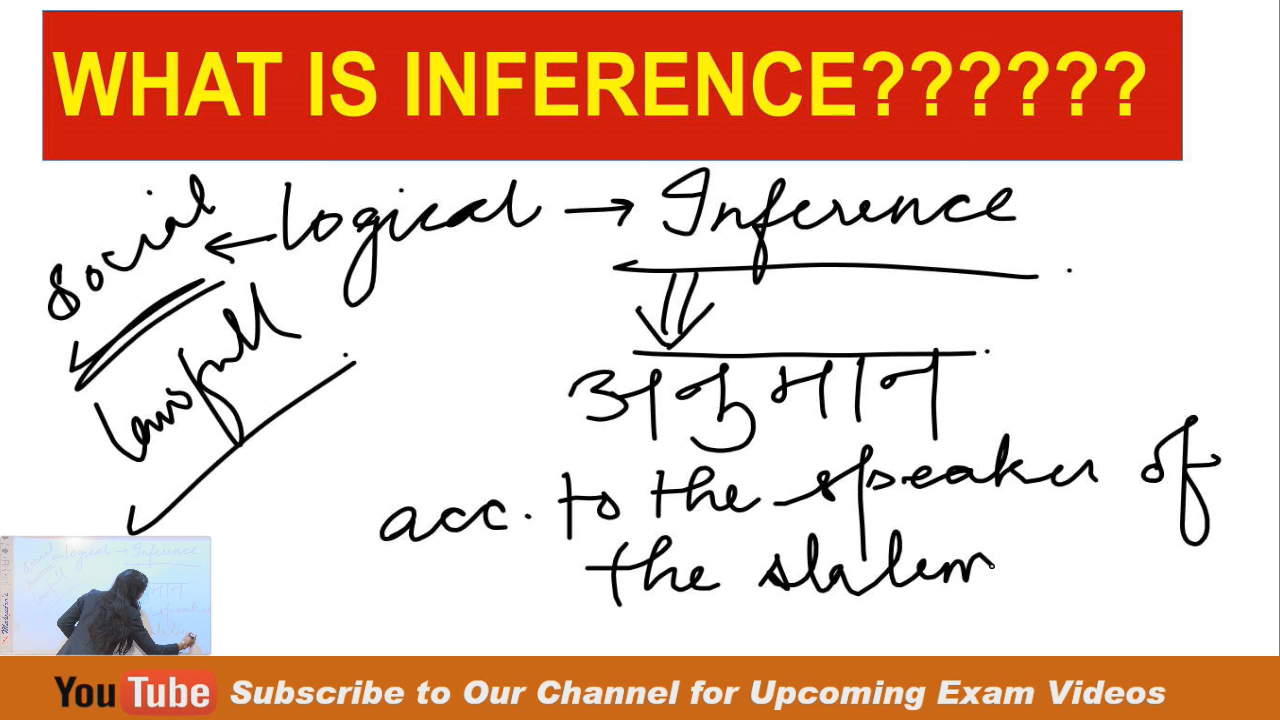 WHAT IS INFERENCE??????
social ← logical → Inference
lawfull
अनुमान
acc. to the speaker of
the statem
YouTube Subscribe to Our Channel for Upcoming Exam Videos